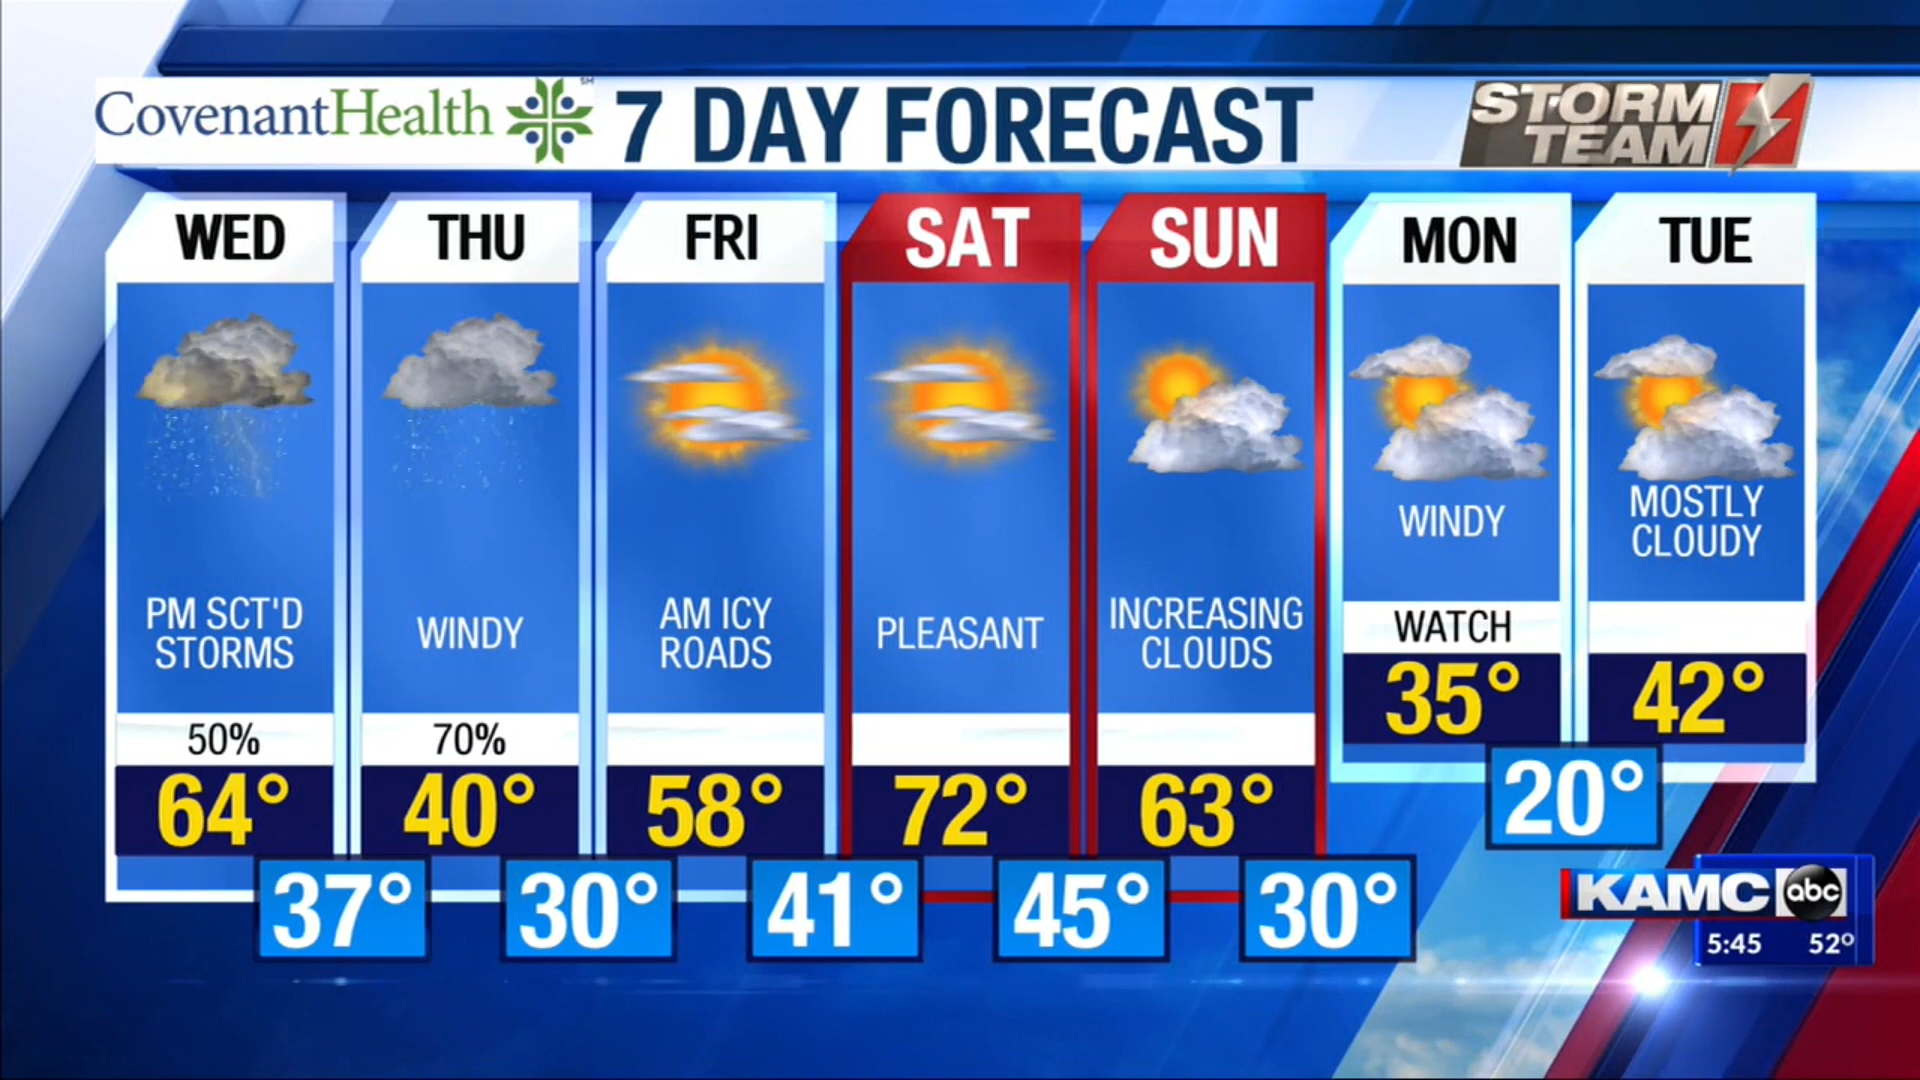 CovenantHealth SM 7 DAY FORECAST
STORM
TEAM
WED THU FRI SAT SUN MON TUE
PM SCT'D
STORMS
50%
64°
37°
WINDY
70%
40°
30°
AM ICY
ROADS
58°
41°
PLEASANT
72°
45°
INCREASING
CLOUDS
63°
30°
WINDY
WATCH
35°
20°
MOSTLY
CLOUDY
42°
KAMC abc
5:45 52°